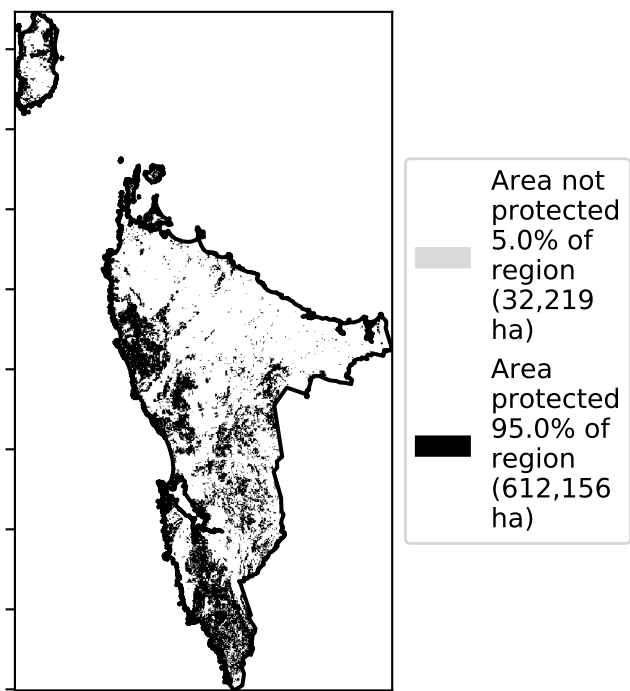 Area not
protected
5.0% of
region
(32,219
ha)
Area
protected
95.0% of
region
(612,156
ha)